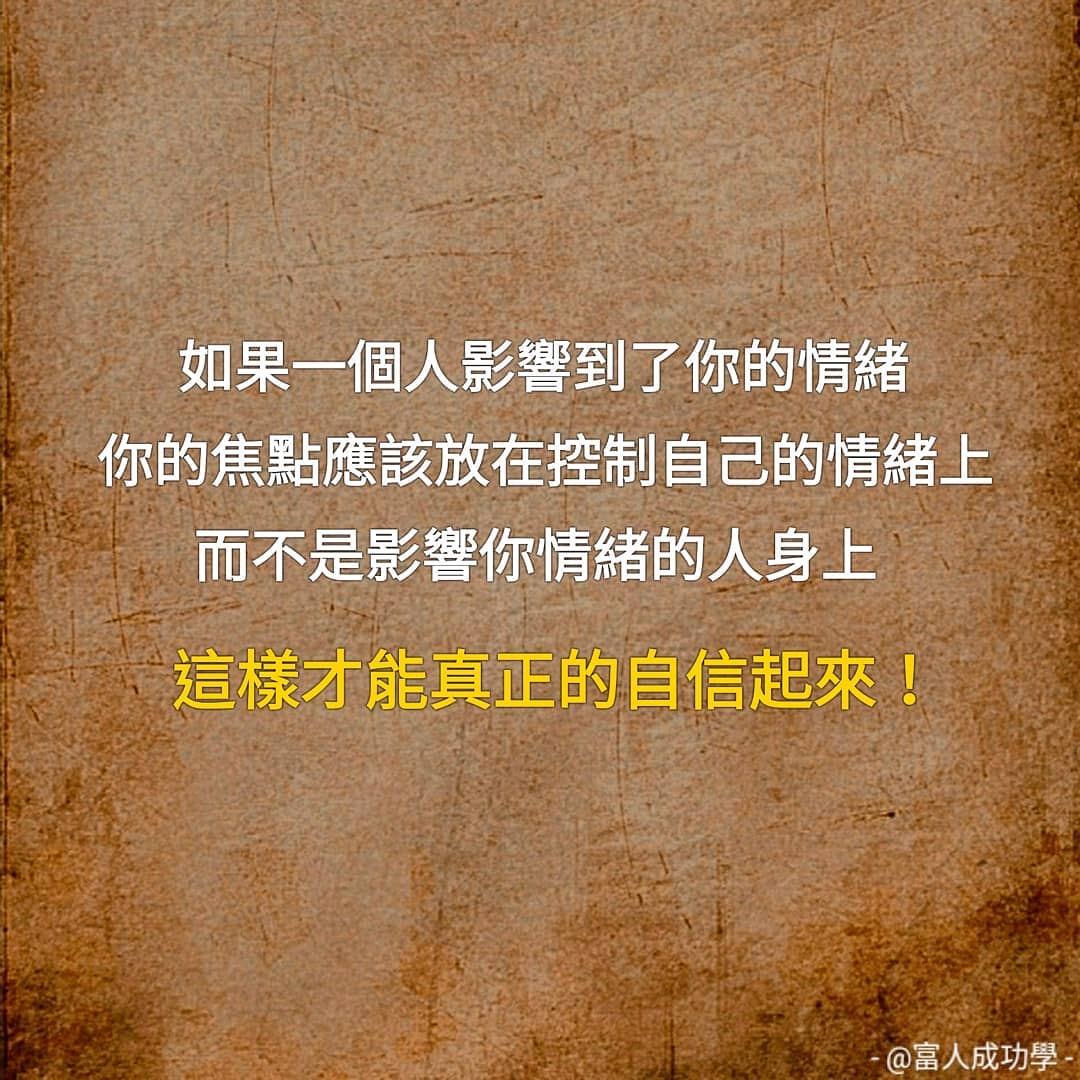 如果一個人影響到了你的情緒
你的焦點應該放在控制自己的情緒上
而不是影響你情緒的人身上
這樣才能真正的自信起來！
- @富人成功學 -